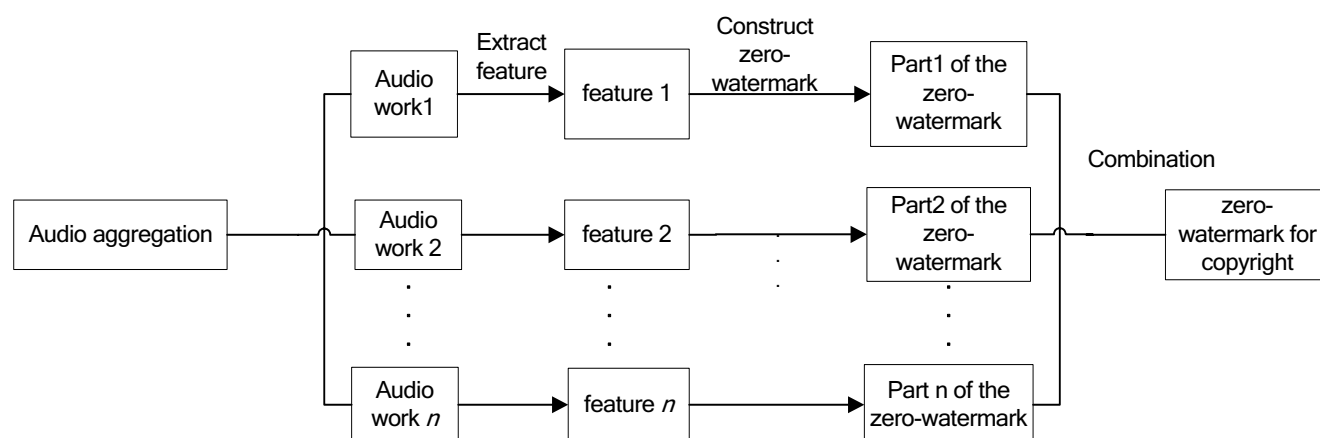 Extract
feature
Construct
zero-
watermark
Audio
work1
feature 1
Part1 of the
zero-
watermark
Combination
Audio aggregation
Audio
work 2
feature 2
Part2 of the
zero-
watermark
zero-
watermark for
copyright
Audio
work n
feature n
Part n of the
zero-watermark